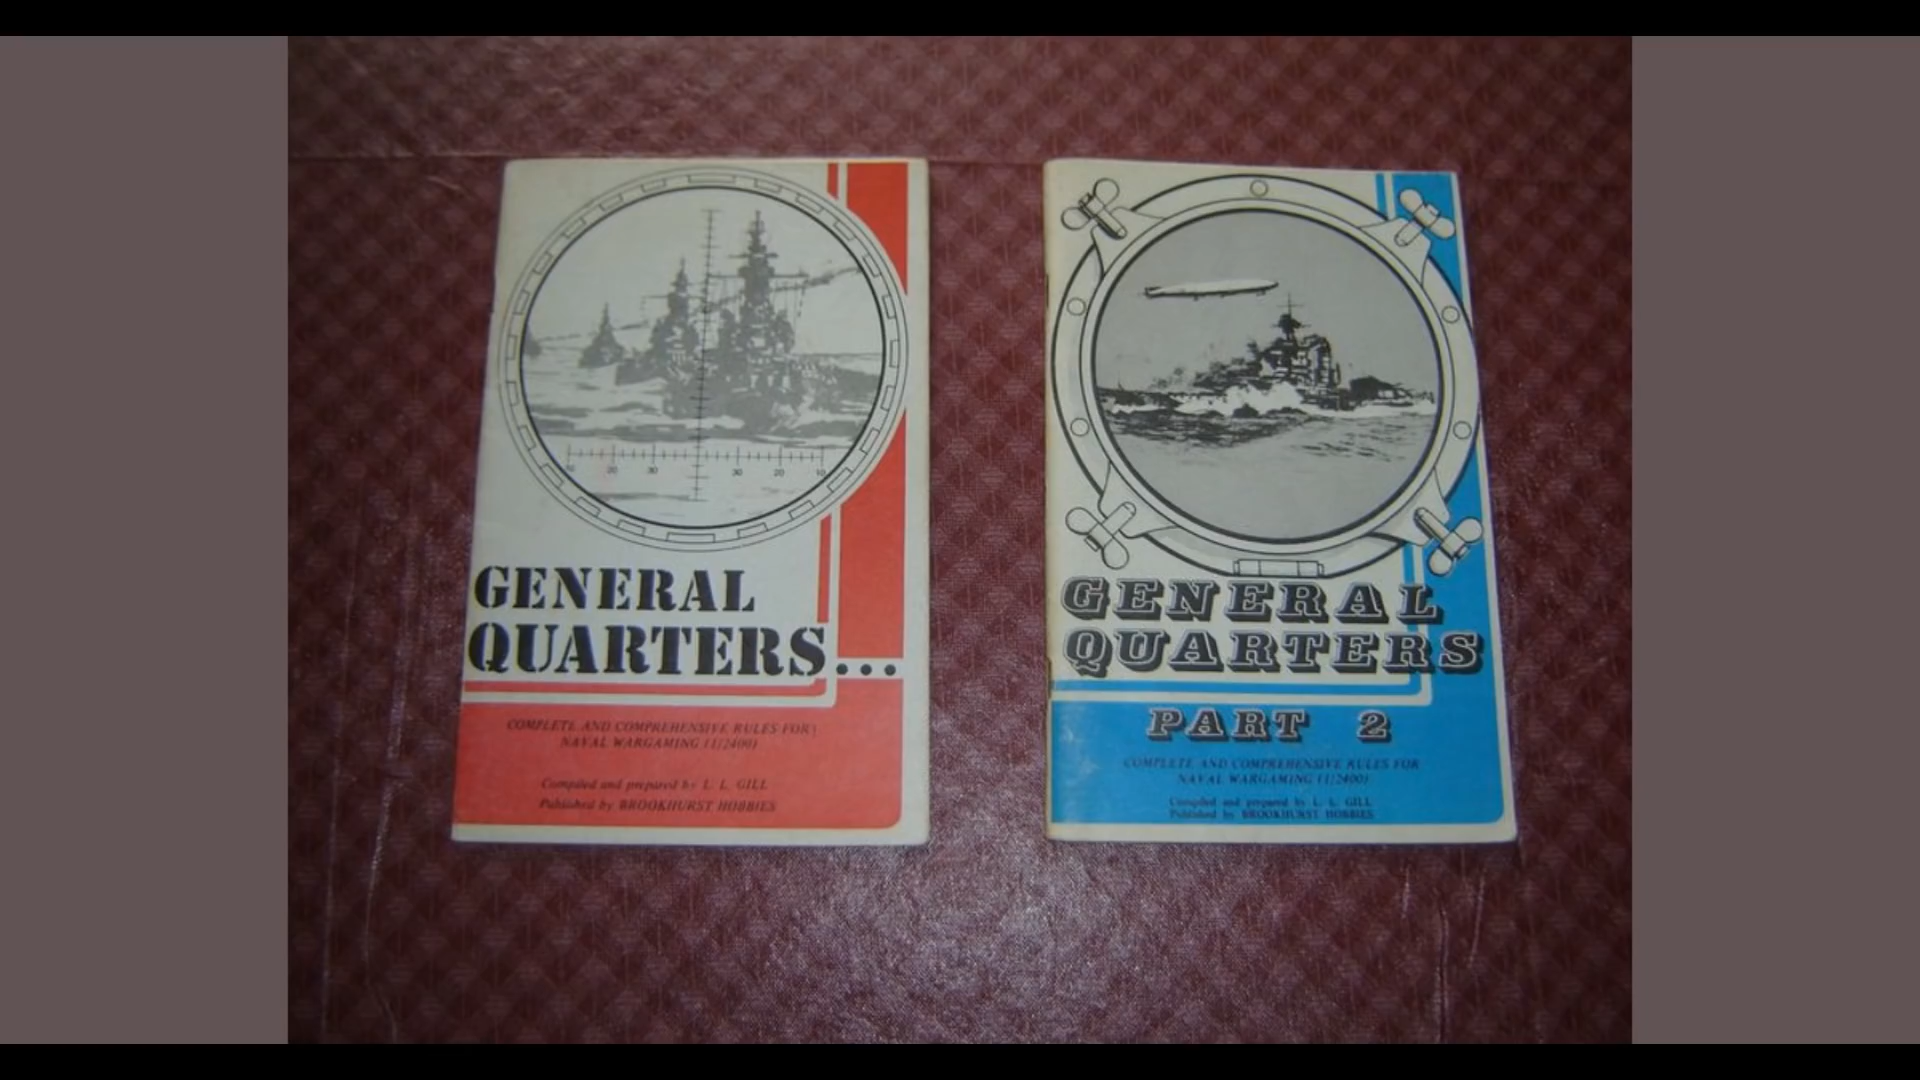 GENERAL
QUARTERS...
COMPLETE AND COMPREHENSIVE RULES FOR
NAVAL WARGAMING (1/2400)
Compiled and prepared by L. L. GILL
Published by BROOKHURST HOBBIES
GENERAL
QUARTERS
PART 2
COMPLETE AND COMPREHENSIVE RULES FOR
NAVAL WARGAMING (1/2400)
Compiled and prepared by L. L. GILL
Published by BROOKHURST HOBBIES